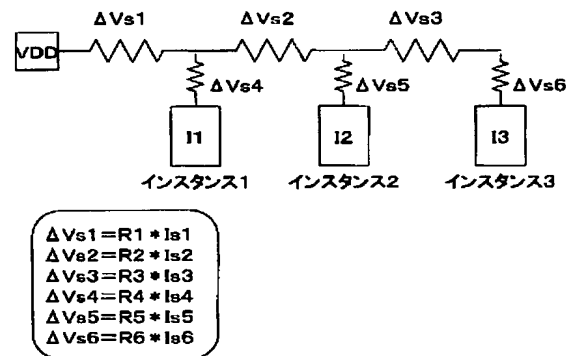 ΔVs1 ΔVs2 ΔVs3
VDD
ΔVs4 ΔVs5 ΔVs6
I1 I2 I3
インスタンス1 インスタンス2 インスタンス3
ΔVs1=R1*Is1
ΔVs2=R2*Is2
ΔVs3=R3*Is3
ΔVs4=R4*Is4
ΔVs5=R5*Is5
ΔVs6=R6*Is6